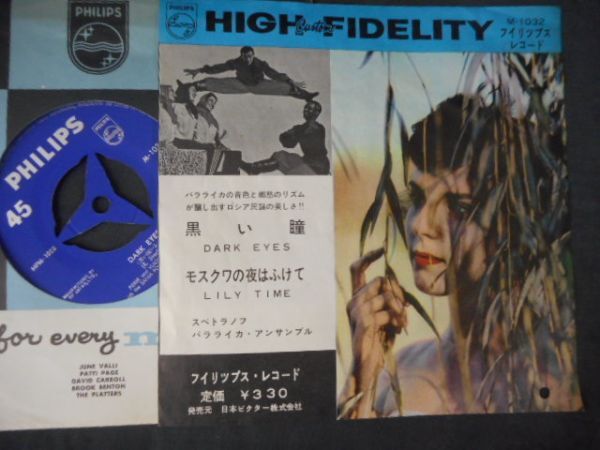 PHILIPS
PHILIPS
45
DARK EYES
for every
JUNE VALLI
PATTI PAGE
DAVID CARROLL
BROOK BENTON
THE PLATTERS
HIGH Custom FIDELITY
M-1032
フイリップス
レコード
バラライカの音色と郷愁のリズム
が醸し出すロシア民謡の美しさ!!
黒い瞳
DARK EYES
モスクワの夜はふけて
LILY TIME
スペトラノフ
バラライカ・アンサンブル
フイリップス・レコード
定価 ¥330
発売元 日本ビクター株式会社